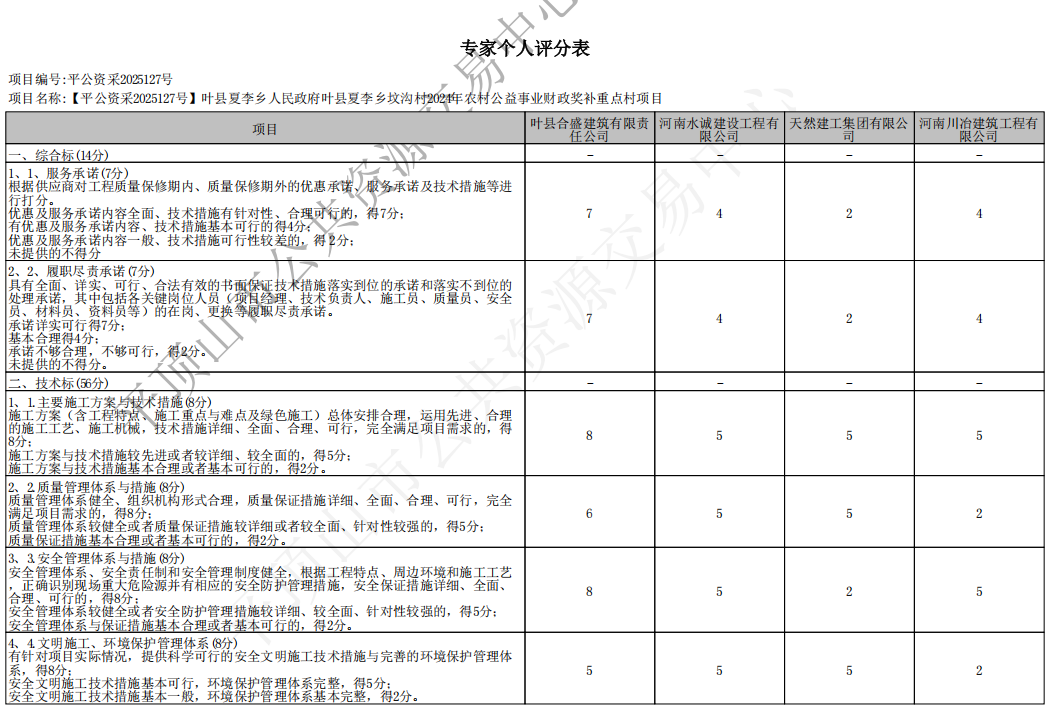 专家个人评分表
项目编号:平公资采2025127号
项目名称:【平公资采2025127号】叶县夏李乡人民政府叶县夏李乡坟沟村2024年农村公益事业财政奖补重点村项目
项目 叶县合盛建筑有限责任公司 河南水诚建设工程有限公司 天然建工集团有限公司 河南川冶建筑工程有限公司
一、综合标(14分) - - - -
1、1、服务承诺(7分)
根据供应商对工程质量保修期内、质量保修期外的优惠承诺、服务承诺及技术措施等进
行打分。
优惠及服务承诺内容全面、技术措施有针对性、合理可行的，得7分；
有优惠及服务承诺内容、技术措施基本可行的得4分；
优惠及服务承诺内容一般、技术措施可行性较差的，得2分；
未提供的不得分
7 4 2 4
2、2、履职尽责承诺(7分)
具有全面、详实、可行、合法有效的书面保证技术措施落实到位的承诺和落实不到位的
处理承诺，其中包括各关键岗位人员（项目经理、技术负责人、施工员、质量员、安全
员、材料员、资料员等）的在岗、更换等履职尽责承诺。
承诺详实可行得7分；
基本合理得4分；
承诺不够合理，不够可行，得2分。
未提供的不得分。
7 4 2 4
二、技术标(56分) - - - -
1、1.主要施工方案与技术措施(8分)
施工方案（含工程特点、施工重点与难点及绿色施工）总体安排合理，运用先进、合理
的施工工艺、施工机械，技术措施详细、全面、合理、可行，完全满足项目需求的，得
8分；
施工方案与技术措施较先进或者较详细、较全面的，得5分；
施工方案与技术措施基本合理或者基本可行的，得2分。
8 5 5 5
2、2.质量管理体系与措施(8分)
质量管理体系健全、组织机构形式合理，质量保证措施详细、全面、合理、可行，完全
满足项目需求的，得8分；
质量管理体系较健全或者质量保证措施较详细或者较全面、针对性较强的，得5分；
质量保证措施基本合理或者基本可行的，得2分。
6 5 5 2
3、3.安全管理体系与措施(8分)
安全管理体系、安全责任制和安全管理制度健全，根据工程特点、周边环境和施工工艺
，正确识别现场重大危险源并有相应的安全防护管理措施，安全保证措施详细、全面、
合理、可行的，得8分；
安全管理体系较健全或者安全防护管理措施较详细、较全面、针对性较强的，得5分；
安全管理体系与保证措施基本合理或者基本可行的，得2分。
8 5 2 5
4、4.文明施工、环境保护管理体系(8分)
有针对项目实际情况，提供科学可行的安全文明施工技术措施与完善的环境保护管理体
系，得8分；
安全文明施工技术措施基本可行，环境保护管理体系完整，得5分；
安全文明施工技术措施基本一般，环境保护管理体系基本完整，得2分。
5 5 5 2
平顶山市公共资源交易中心
平顶山市公共资源交易中心